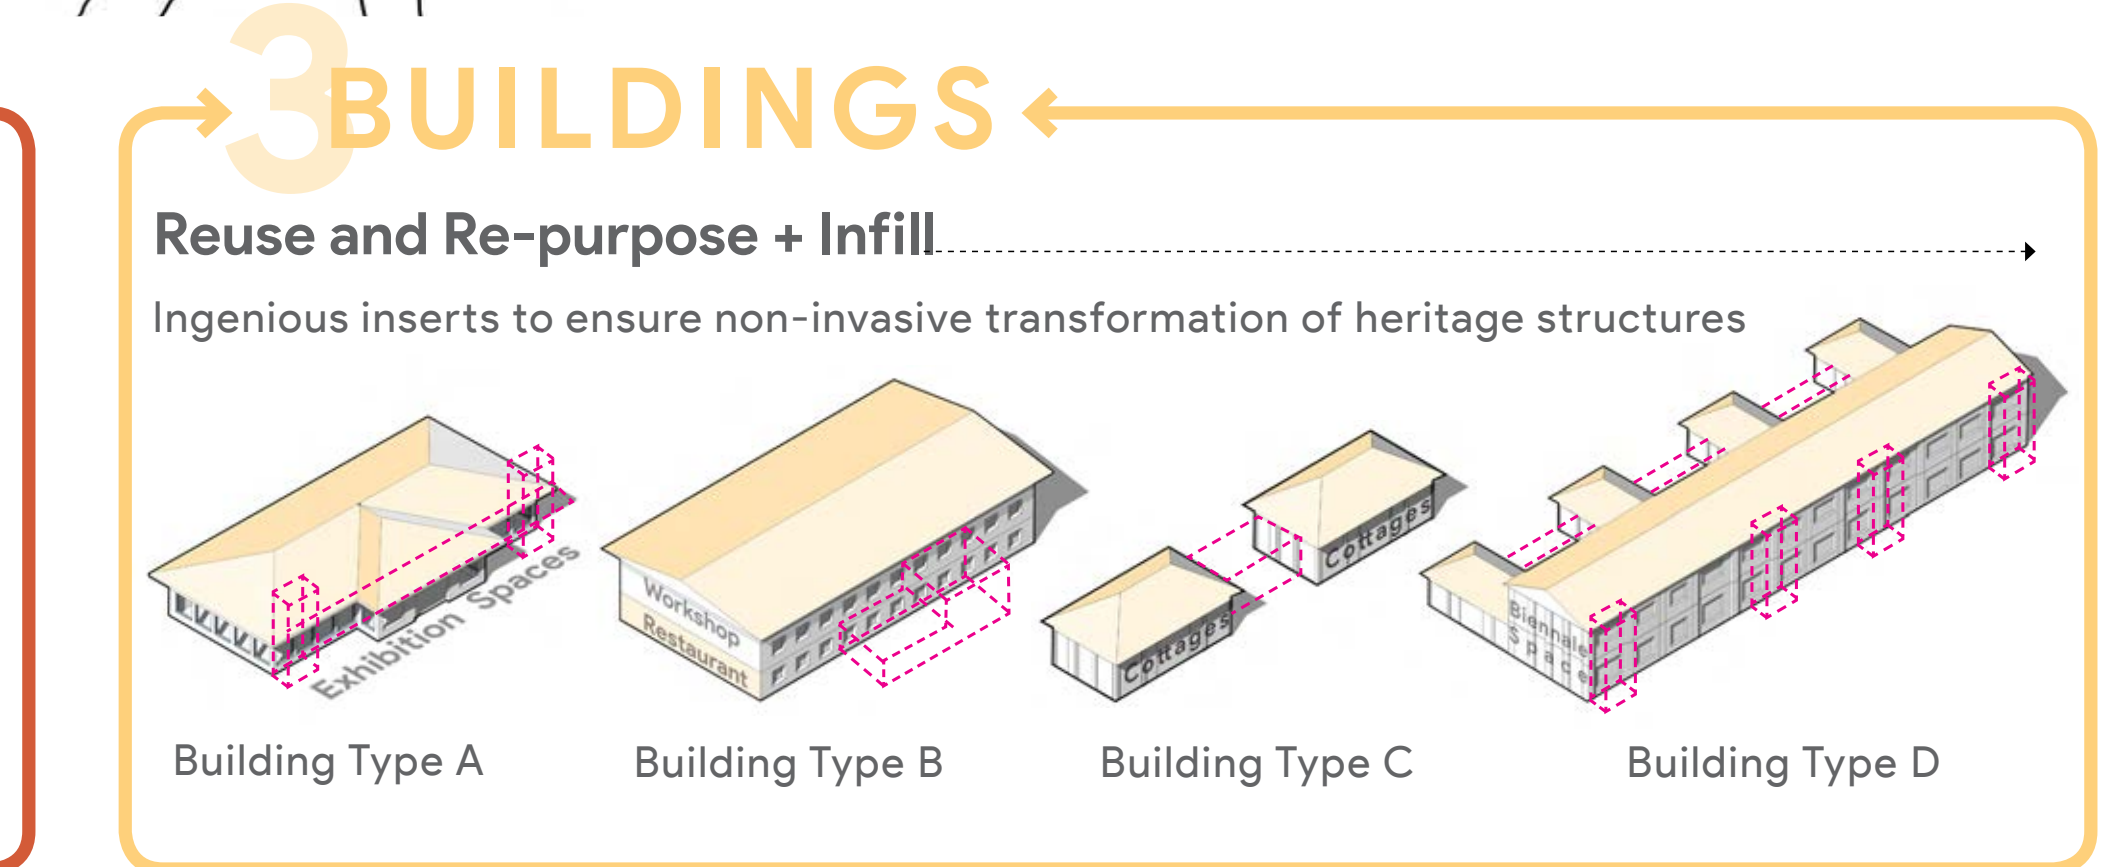 3 BUILDINGS
Reuse and Re-purpose + Infill
Ingenious inserts to ensure non-invasive transformation of heritage structures
Exhibition Spaces
Workshop
Restaurant
Cottages
Cottages
Biennale
Space
Building Type A
Building Type B
Building Type C
Building Type D